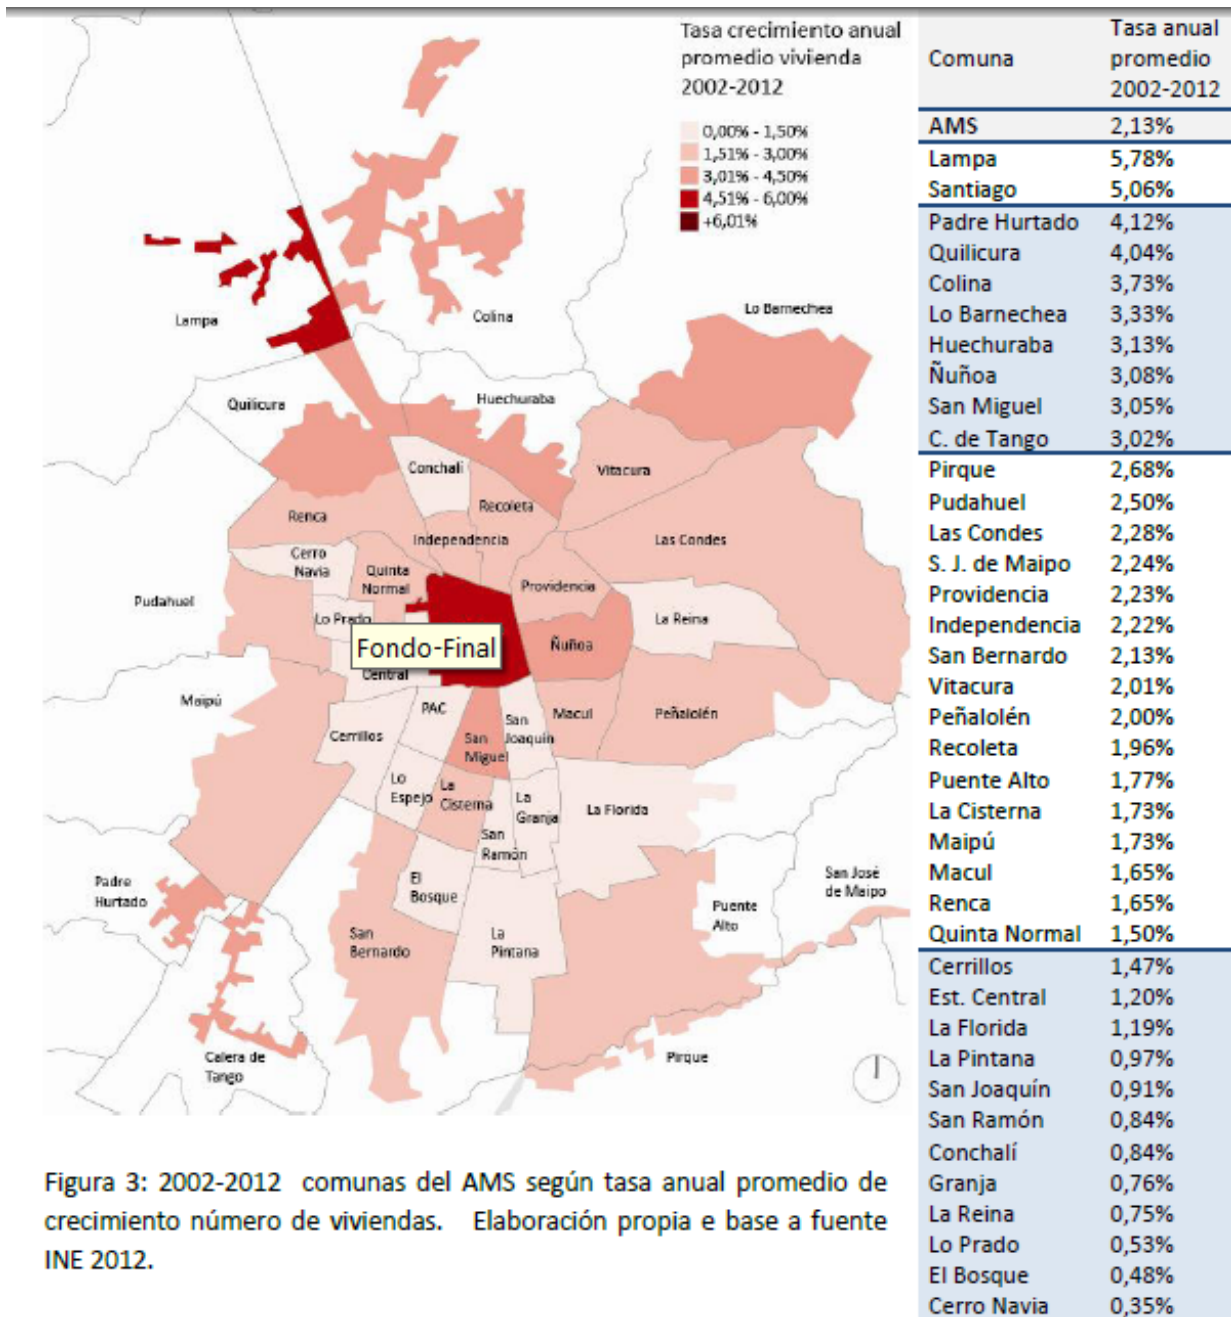 Tasa crecimiento anual
promedio vivienda
2002-2012
0,00% - 1,50%
1,51% - 3,00%
3,01% - 4,50%
4,51% - 6,00%
+6,01%
Lampa
Colina
Lo Barnechea
Quilicura
Huechuraba
Conchalí
Vitacura
Recoleta
Renca
Independencia
Las Condes
Cerro
Navia
Quinta
Normal
Providencia
Pudahuel
Lo Prado
La Reina
Fondo-Final
Ñuñoa
Central
Maipú
PAC
San
Joaquín
Macul
Peñalolén
Cerrillos
San
Miguel
Lo
Espejo
La
Cisterna
La
Granja
La Florida
San
Ramón
El
Bosque
Padre
Hurtado
San José
de Maipo
Puente
Alto
San
Bernardo
La
Pintana
Calera de
Tango
Pirque
Comuna Tasa anual
promedio
2002-2012
AMS 2,13%
Lampa 5,78%
Santiago 5,06%
Padre Hurtado 4,12%
Quilicura 4,04%
Colina 3,73%
Lo Barnechea 3,33%
Huechuraba 3,13%
Ñuñoa 3,08%
San Miguel 3,05%
C. de Tango 3,02%
Pirque 2,68%
Pudahuel 2,50%
Las Condes 2,28%
S. J. de Maipo 2,24%
Providencia 2,23%
Independencia 2,22%
San Bernardo 2,13%
Vitacura 2,01%
Peñalolén 2,00%
Recoleta 1,96%
Puente Alto 1,77%
La Cisterna 1,73%
Maipú 1,73%
Macul 1,65%
Renca 1,65%
Quinta Normal 1,50%
Cerrillos 1,47%
Est. Central 1,20%
La Florida 1,19%
La Pintana 0,97%
San Joaquín 0,91%
San Ramón 0,84%
Conchalí 0,84%
Granja 0,76%
La Reina 0,75%
Lo Prado 0,53%
El Bosque 0,48%
Cerro Navia 0,35%
Figura 3: 2002-2012 comunas del AMS según tasa anual promedio de
crecimiento número de viviendas. Elaboración propia e base a fuente
INE 2012.